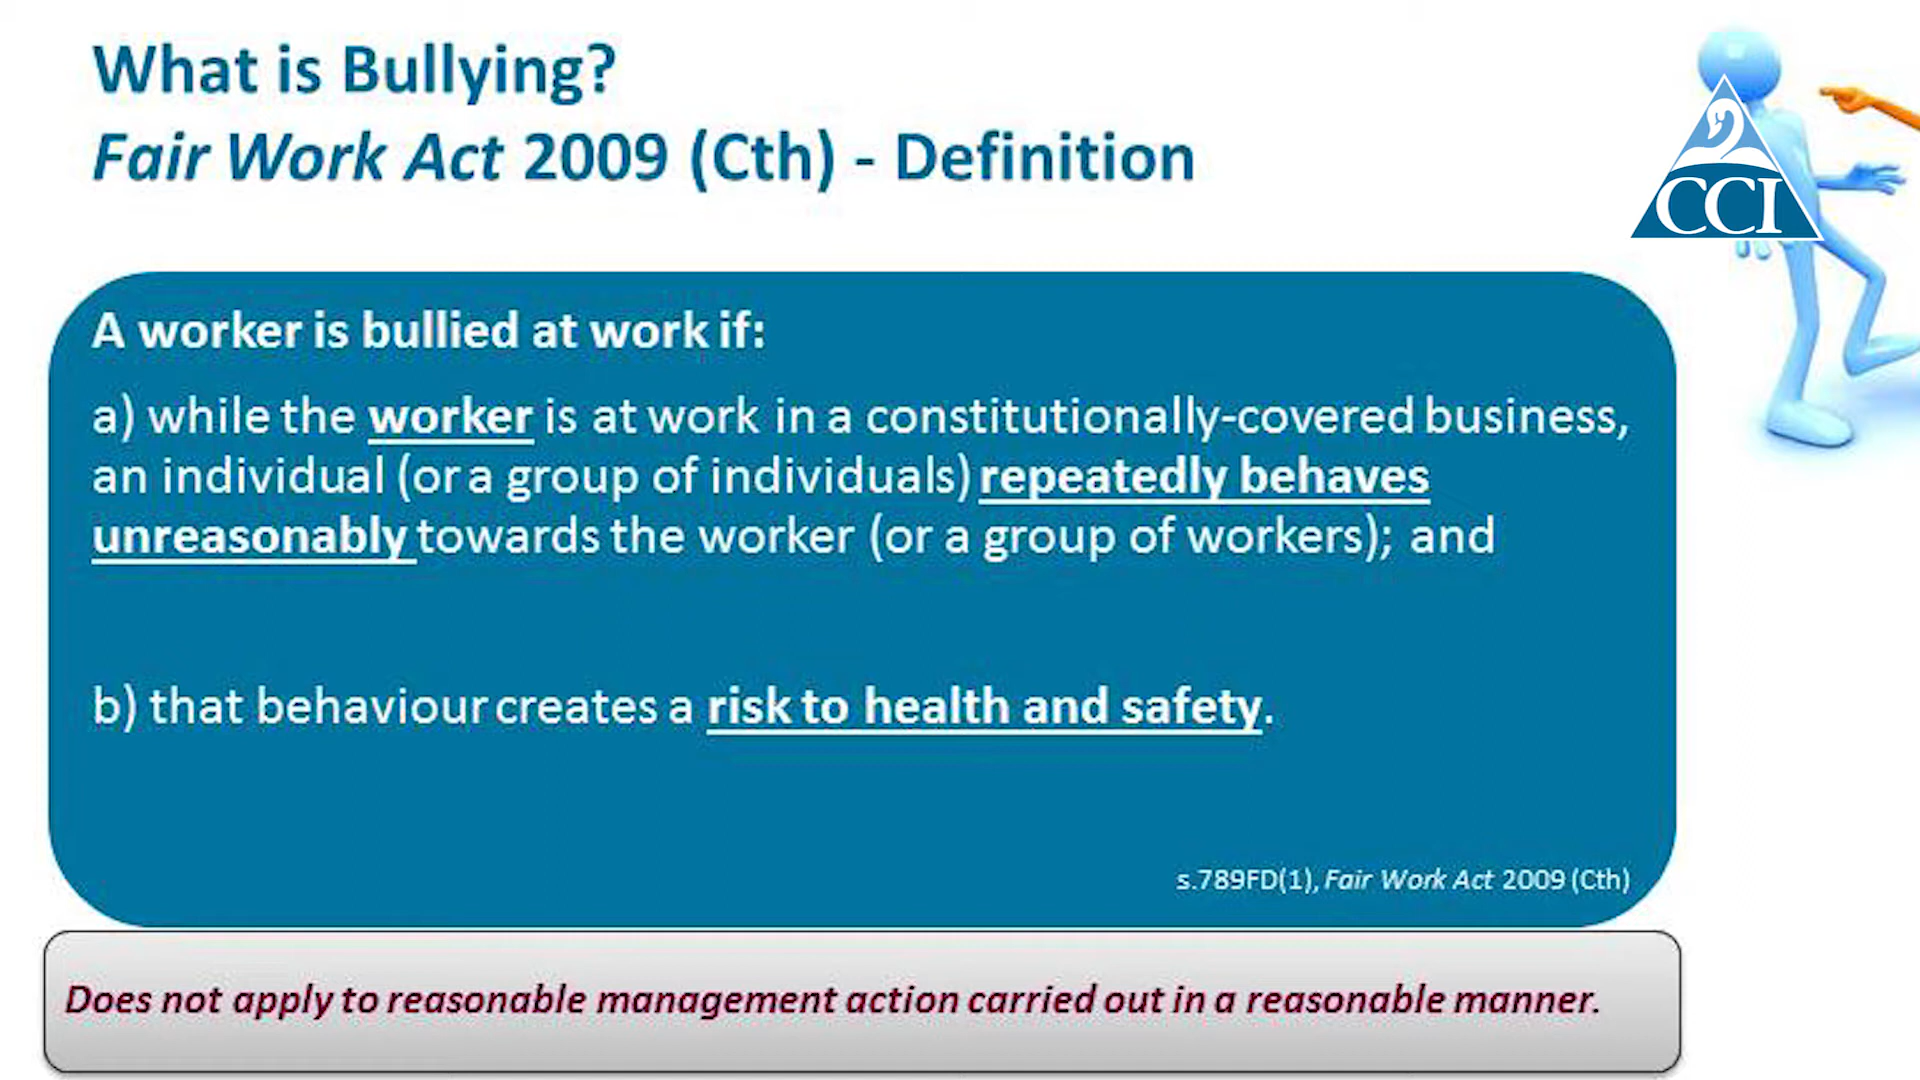 What is Bullying?
Fair Work Act 2009 (Cth) - Definition
CCI
A worker is bullied at work if:
a) while the worker is at work in a constitutionally-covered business,
an individual (or a group of individuals) repeatedly behaves
unreasonably towards the worker (or a group of workers); and
b) that behaviour creates a risk to health and safety.
s.789FD(1), Fair Work Act 2009 (Cth)
Does not apply to reasonable management action carried out in a reasonable manner.